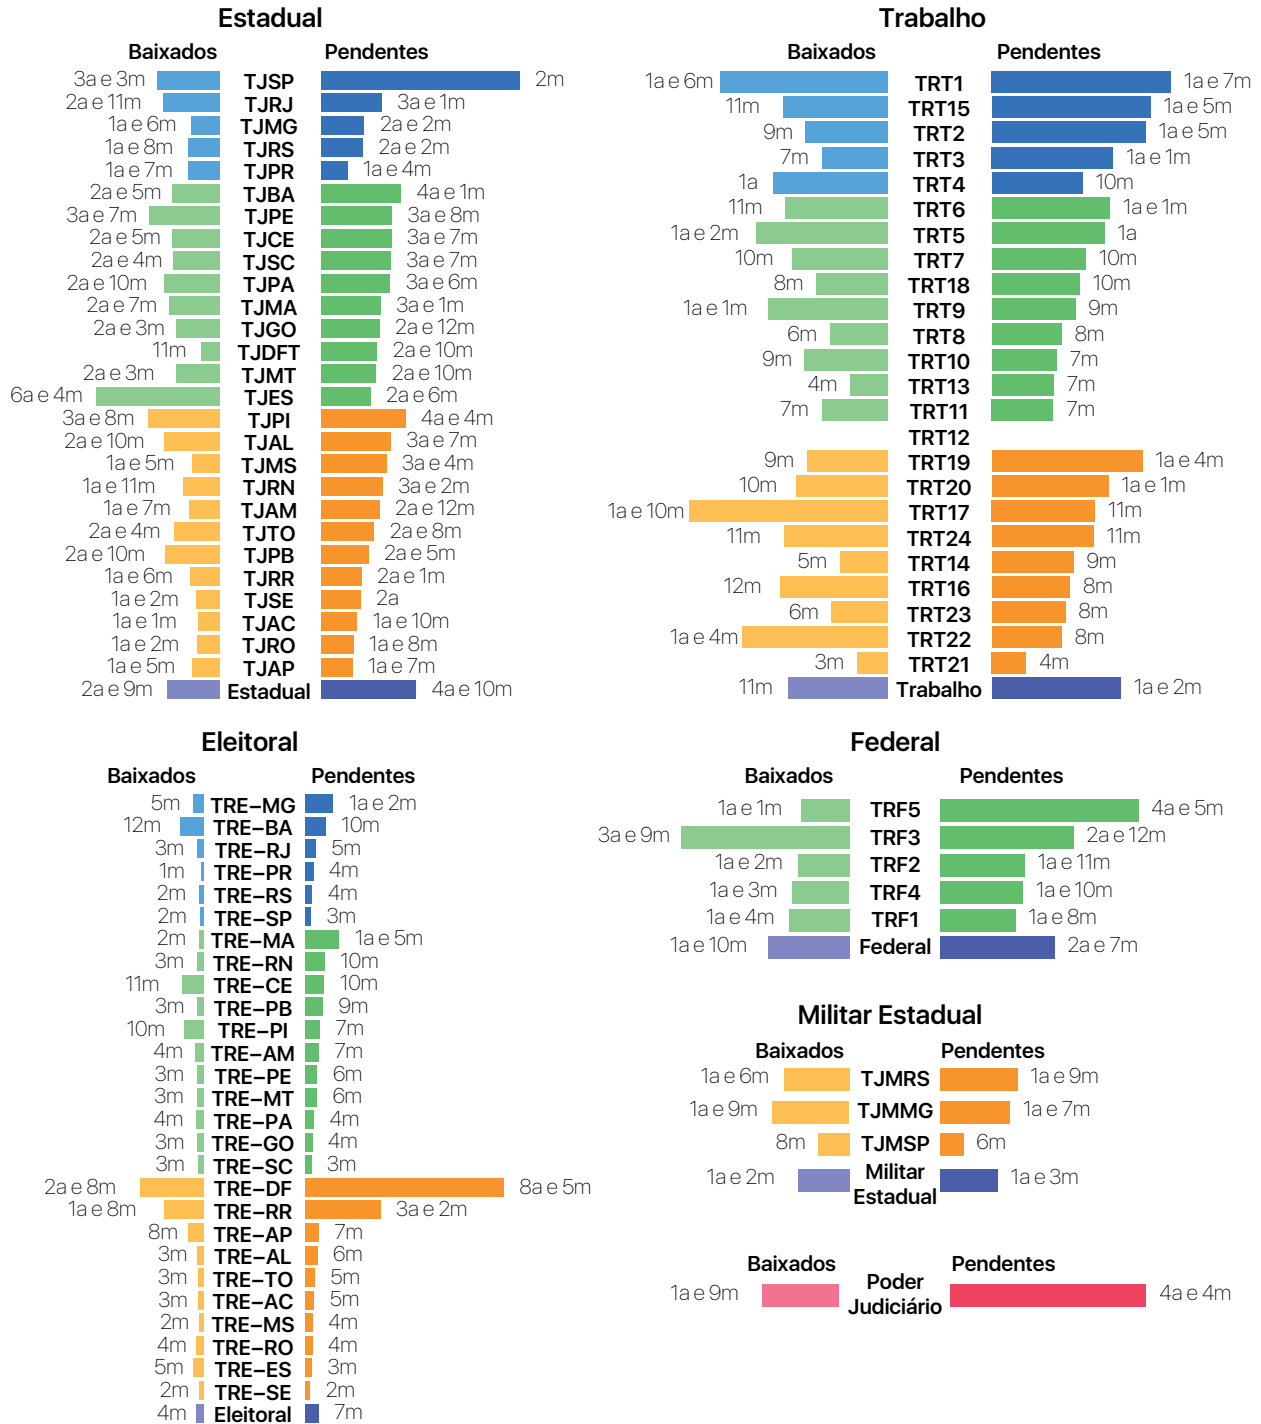 Estadual
Baixados Pendentes
3a e 3m TJSP 2m
2a e 11m TJRJ 3a e 1m
1a e 6m TJMG 2a e 2m
1a e 8m TJRS 2a e 2m
1a e 7m TJPR 1a e 4m
2a e 5m TJBA 4a e 1m
3a e 7m TJPE 3a e 8m
2a e 5m TJCE 3a e 7m
2a e 4m TJSC 3a e 7m
2a e 10m TJPA 3a e 6m
2a e 7m TJMA 3a e 1m
2a e 3m TJGO 2a e 12m
11m TJDFT 2a e 10m
2a e 3m TJMT 2a e 10m
6a e 4m TJES 2a e 6m
3a e 8m TJPI 4a e 4m
2a e 10m TJAL 3a e 7m
1a e 5m TJMS 3a e 4m
1a e 11m TJRN 3a e 2m
1a e 7m TJAM 2a e 12m
2a e 4m TJTO 2a e 8m
2a e 10m TJPB 2a e 5m
1a e 6m TJRR 2a e 1m
1a e 2m TJSE 2a
1a e 1m TJAC 1a e 10m
1a e 2m TJRO 1a e 8m
1a e 5m TJAP 1a e 7m
2a e 9m Estadual 4a e 10m
Trabalho
Baixados Pendentes
1a e 6m TRT1 1a e 7m
11m TRT15 1a e 5m
9m TRT2 1a e 5m
7m TRT3 1a e 1m
1a TRT4 10m
11m TRT6 1a e 1m
1a e 2m TRT5 1a
10m TRT7 10m
8m TRT18 10m
1a e 1m TRT9 9m
6m TRT8 8m
9m TRT10 7m
4m TRT13 7m
7m TRT11 7m
TRT12
9m TRT19 1a e 4m
10m TRT20 1a e 1m
1a e 10m TRT17 11m
11m TRT24 11m
5m TRT14 9m
12m TRT16 8m
6m TRT23 8m
1a e 4m TRT22 8m
3m TRT21 4m
11m Trabalho 1a e 2m
Eleitoral
Baixados Pendentes
5m TRE–MG 1a e 2m
12m TRE–BA 10m
3m TRE–RJ 5m
1m TRE–PR 4m
2m TRE–RS 4m
2m TRE–SP 3m
2m TRE–MA 1a e 5m
3m TRE–RN 10m
11m TRE–CE 10m
3m TRE–PB 9m
10m TRE–PI 7m
4m TRE–AM 7m
3m TRE–PE 6m
3m TRE–MT 6m
4m TRE–PA 4m
3m TRE–GO 4m
3m TRE–SC 3m
2a e 8m TRE–DF 8a e 5m
1a e 8m TRE–RR 3a e 2m
8m TRE–AP 7m
3m TRE–AL 6m
3m TRE–TO 5m
3m TRE–AC 5m
2m TRE–MS 4m
4m TRE–RO 4m
5m TRE–ES 3m
2m TRE–SE 2m
4m Eleitoral 7m
Federal
Baixados Pendentes
1a e 1m TRF5 4a e 5m
3a e 9m TRF3 2a e 12m
1a e 2m TRF2 1a e 11m
1a e 3m TRF4 1a e 10m
1a e 4m TRF1 1a e 8m
1a e 10m Federal 2a e 7m
Militar Estadual
Baixados Pendentes
1a e 6m TJMRS 1a e 9m
1a e 9m TJMMG 1a e 7m
8m TJMSP 6m
1a e 2m Militar 1a e 3m
Estadual
Baixados Pendentes
1a e 9m Poder 4a e 4m
Judiciário